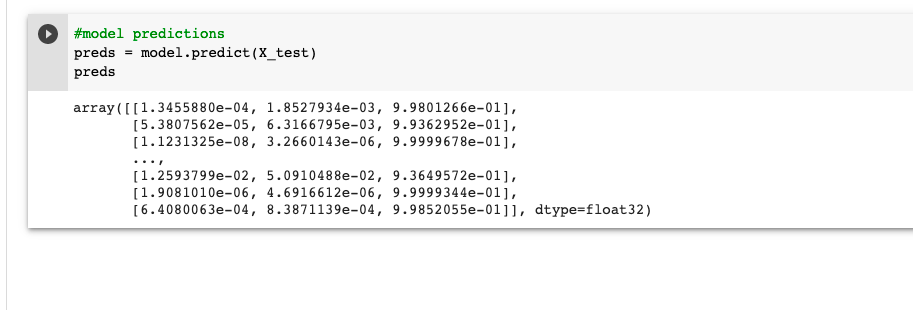 #model predictions
preds = model.predict(X_test)
preds
array([[1.3455880e-04, 1.8527934e-03, 9.9801266e-01],
[5.3807562e-05, 6.3166795e-03, 9.9362952e-01],
[1.1231325e-08, 3.2660143e-06, 9.9999678e-01],
...,
[1.2593799e-02, 5.0910488e-02, 9.3649572e-01],
[1.9081010e-06, 4.6916612e-06, 9.9999344e-01],
[6.4080063e-04, 8.3871139e-04, 9.9852055e-01]], dtype=float32)